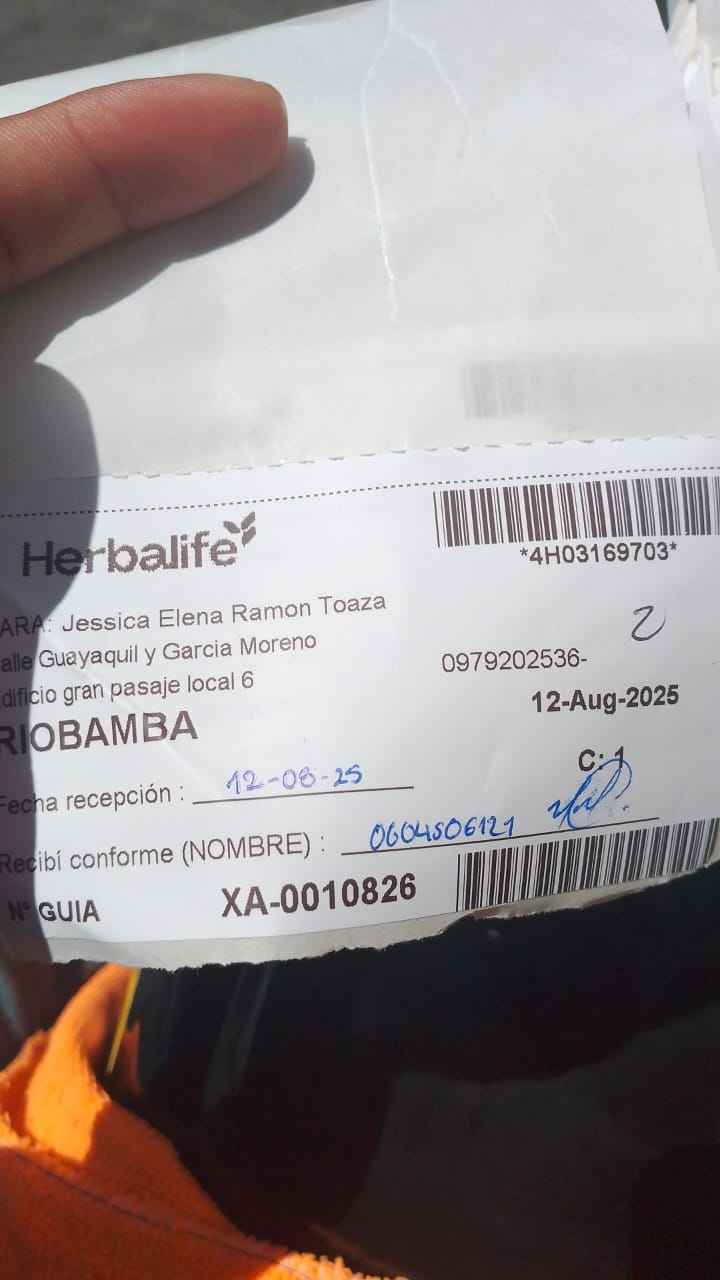 Herbalife
*4H03169703*
ARA: Jessica Elena Ramon Toaza
alle Guayaquil y Garcia Moreno
dificio gran pasaje local 6
RIOBAMBA
2
0979202536-
12-Aug-2025
C: 1
Fecha recepción : 12-08-25
Recibí conforme (NOMBRE) : 0604506121
N° GUIA XA-0010826